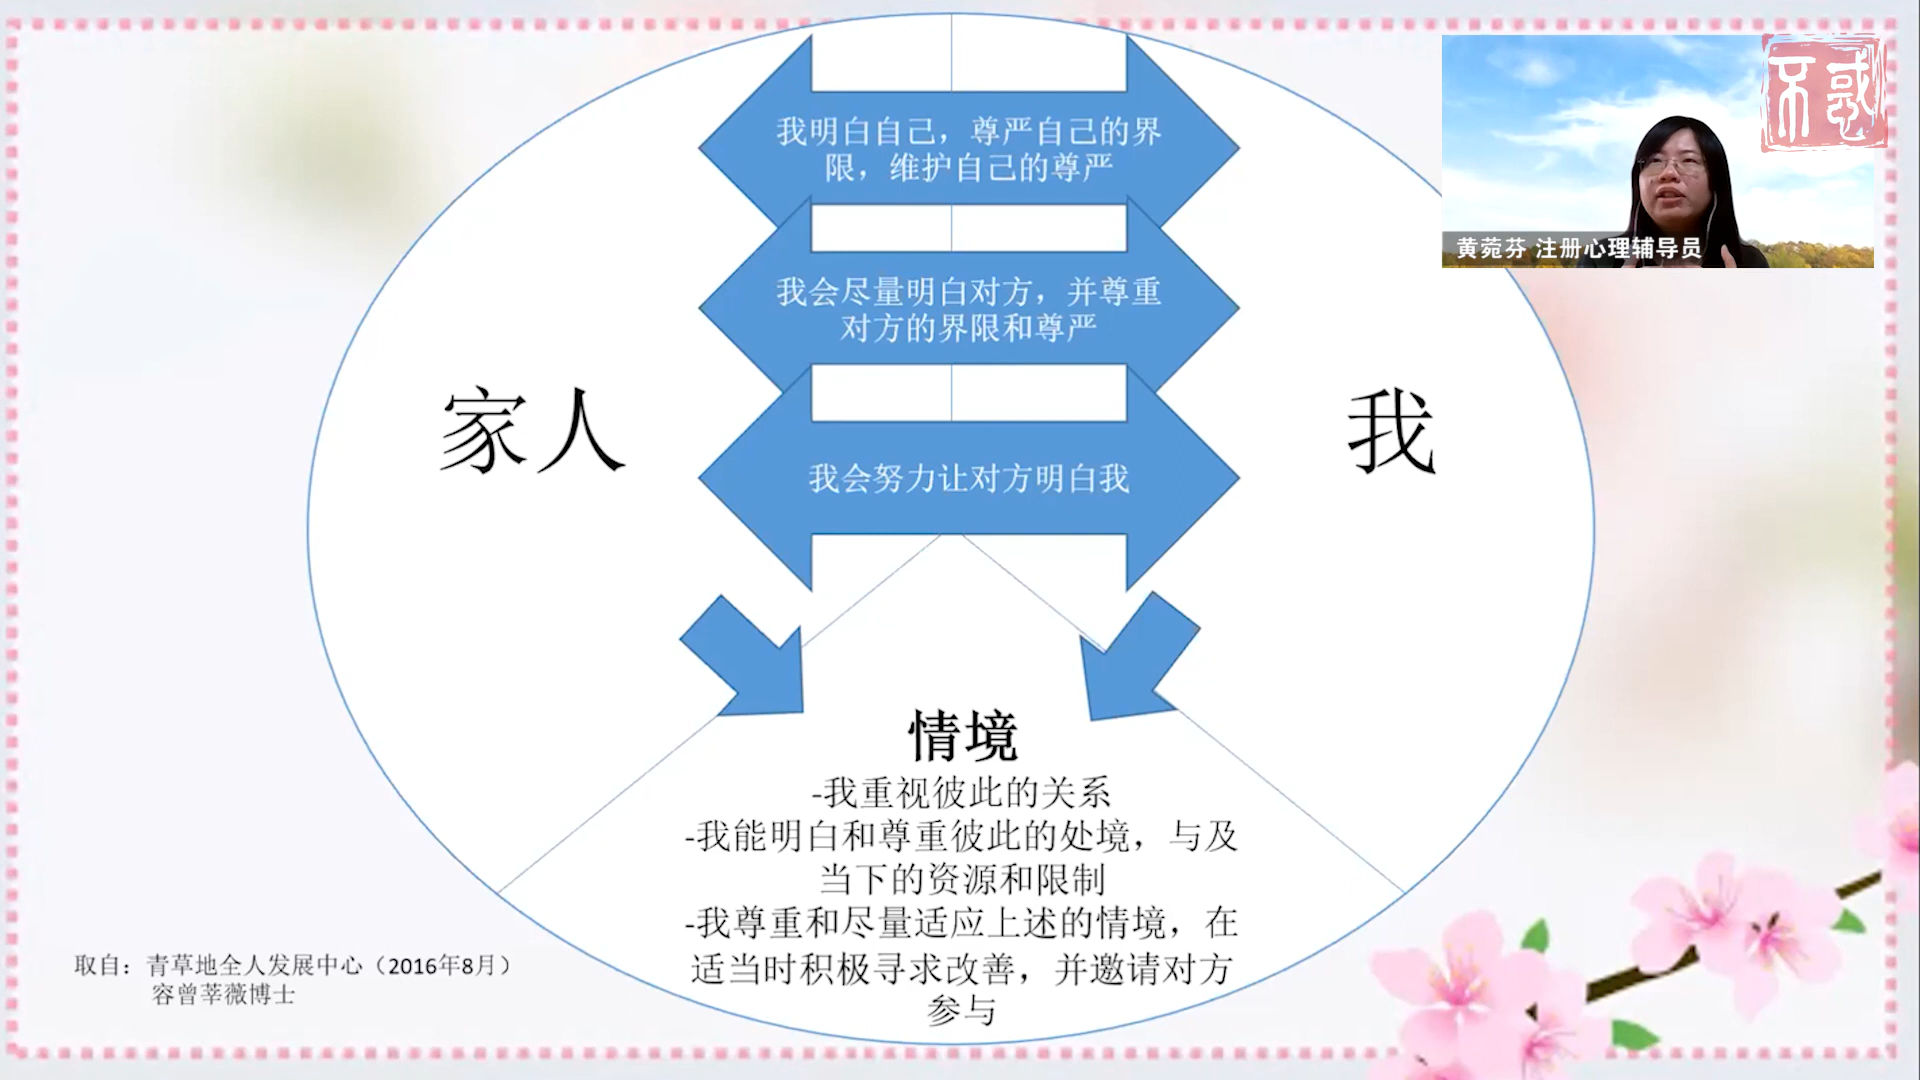 我明白自己，尊严自己的界
限，维护自己的尊严
我会尽量明白对方，并尊重
对方的界限和尊严
我会努力让对方明白我
家人
我
情境
-我重视彼此的关系
-我能明白和尊重彼此的处境，与及
当下的资源和限制
-我尊重和尽量适应上述的情境，在
适当时积极寻求改善，并邀请对方
参与
取自：青草地全人发展中心（2016年8月）
容曾莘薇博士
不惑
黄菀芬 注册心理辅导员